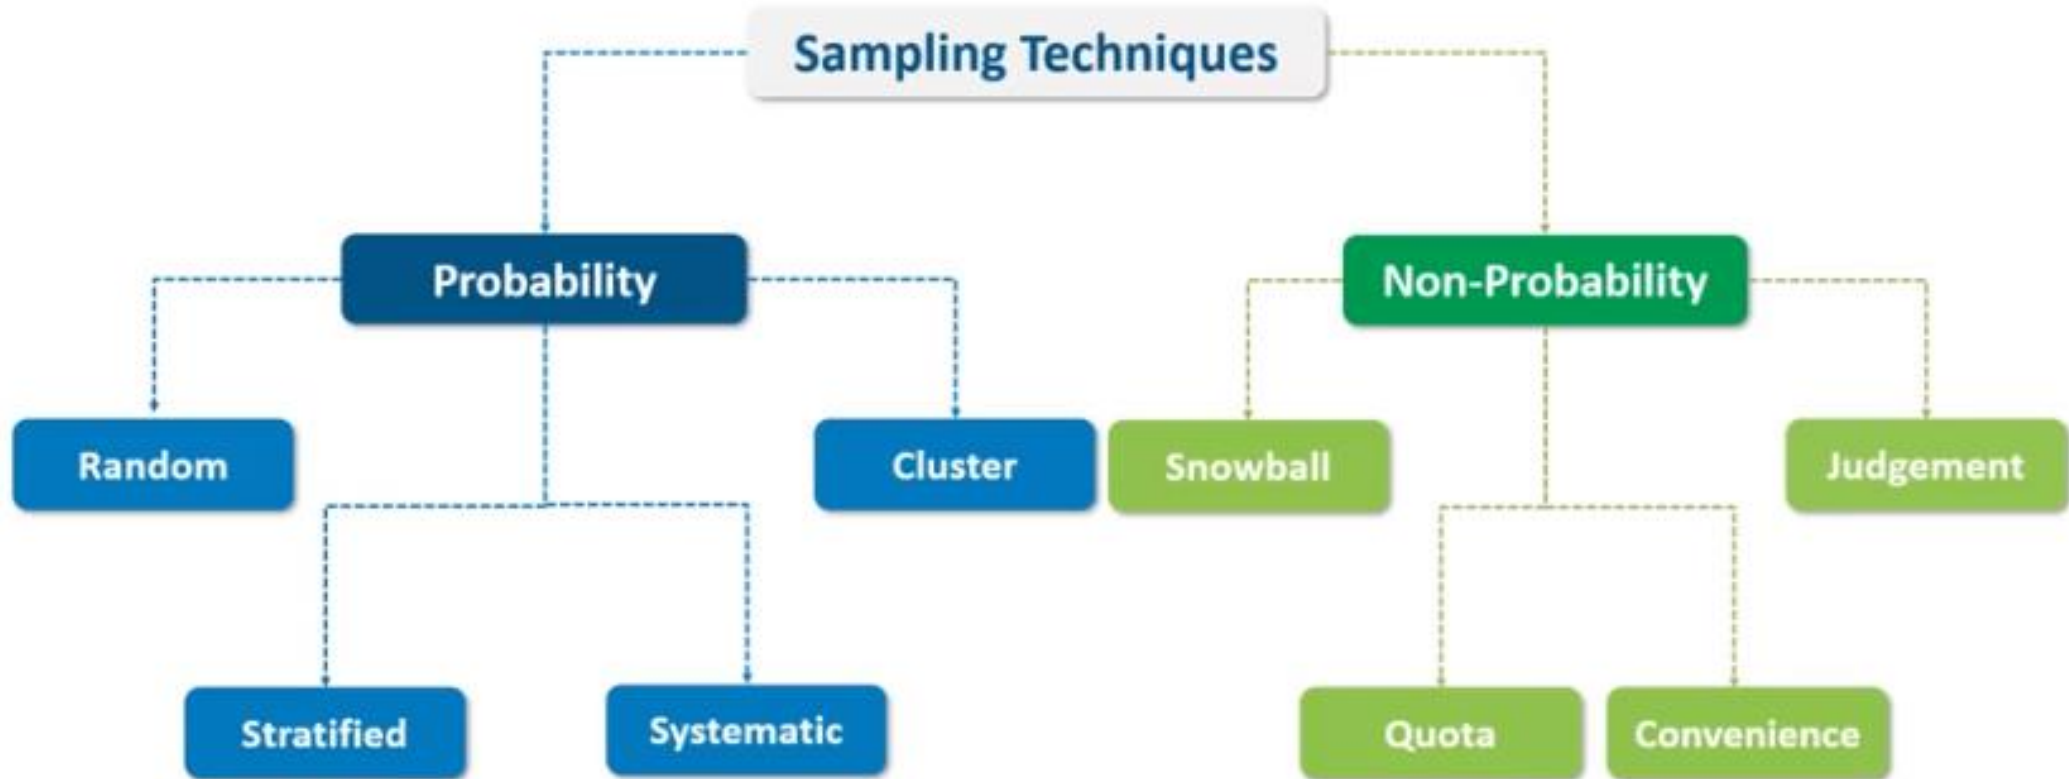 Sampling Techniques
Probability
Non-Probability
Random
Cluster
Snowball
Judgement
Stratified
Systematic
Quota
Convenience